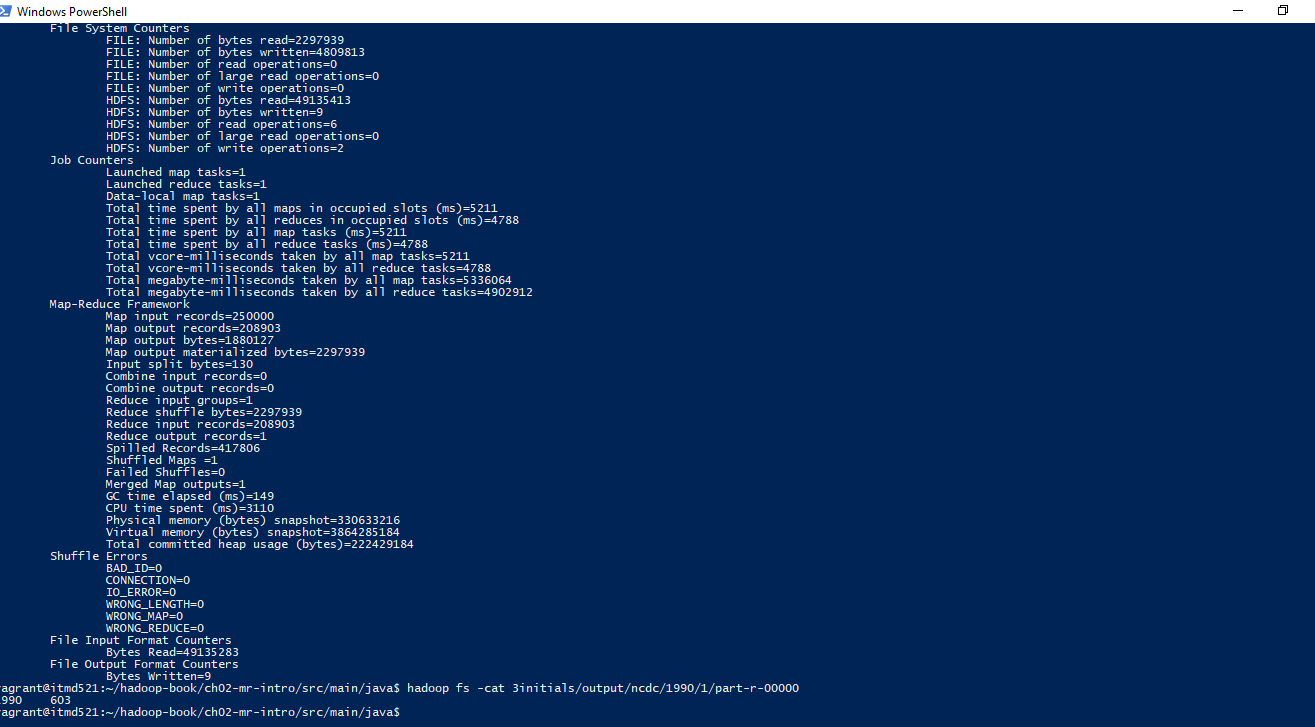 Windows PowerShell
File System Counters
FILE: Number of bytes read=2297939
FILE: Number of bytes written=4809813
FILE: Number of read operations=0
FILE: Number of large read operations=0
FILE: Number of write operations=0
HDFS: Number of bytes read=49135413
HDFS: Number of bytes written=9
HDFS: Number of read operations=6
HDFS: Number of large read operations=0
HDFS: Number of write operations=2
Job Counters
Launched map tasks=1
Launched reduce tasks=1
Data-local map tasks=1
Total time spent by all maps in occupied slots (ms)=5211
Total time spent by all reduces in occupied slots (ms)=4788
Total time spent by all map tasks (ms)=5211
Total time spent by all reduce tasks (ms)=4788
Total vcore-milliseconds taken by all map tasks=5211
Total vcore-milliseconds taken by all reduce tasks=4788
Total megabyte-milliseconds taken by all map tasks=5336064
Total megabyte-milliseconds taken by all reduce tasks=4902912
Map-Reduce Framework
Map input records=250000
Map output records=208903
Map output bytes=1880127
Map output materialized bytes=2297939
Input split bytes=130
Combine input records=0
Combine output records=0
Reduce input groups=1
Reduce shuffle bytes=2297939
Reduce input records=208903
Reduce output records=1
Spilled Records=417806
Shuffled Maps =1
Failed Shuffles=0
Merged Map outputs=1
GC time elapsed (ms)=149
CPU time spent (ms)=3110
Physical memory (bytes) snapshot=330633216
Virtual memory (bytes) snapshot=3864285184
Total committed heap usage (bytes)=222429184
Shuffle Errors
BAD_ID=0
CONNECTION=0
IO_ERROR=0
WRONG_LENGTH=0
WRONG_MAP=0
WRONG_REDUCE=0
File Input Format Counters
Bytes Read=49135283
File Output Format Counters
Bytes Written=9
agrant@itmd521:~/hadoop-book/ch02-mr-intro/src/main/java$ hadoop fs -cat 3initials/output/ncdc/1990/1/part-r-00000
990 603
agrant@itmd521:~/hadoop-book/ch02-mr-intro/src/main/java$